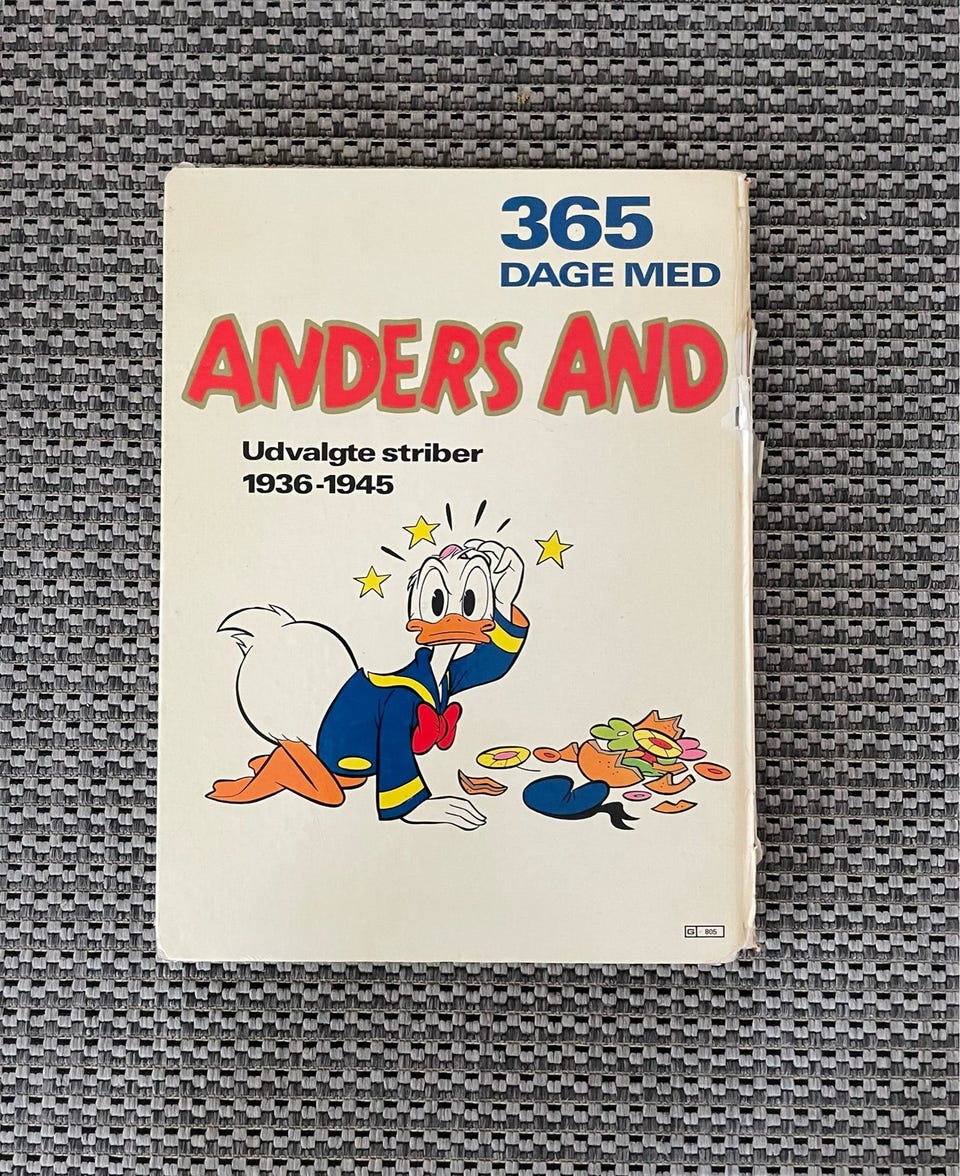 365
DAGE MED
ANDERS AND
Udvalgte striber
1936-1945
G 805